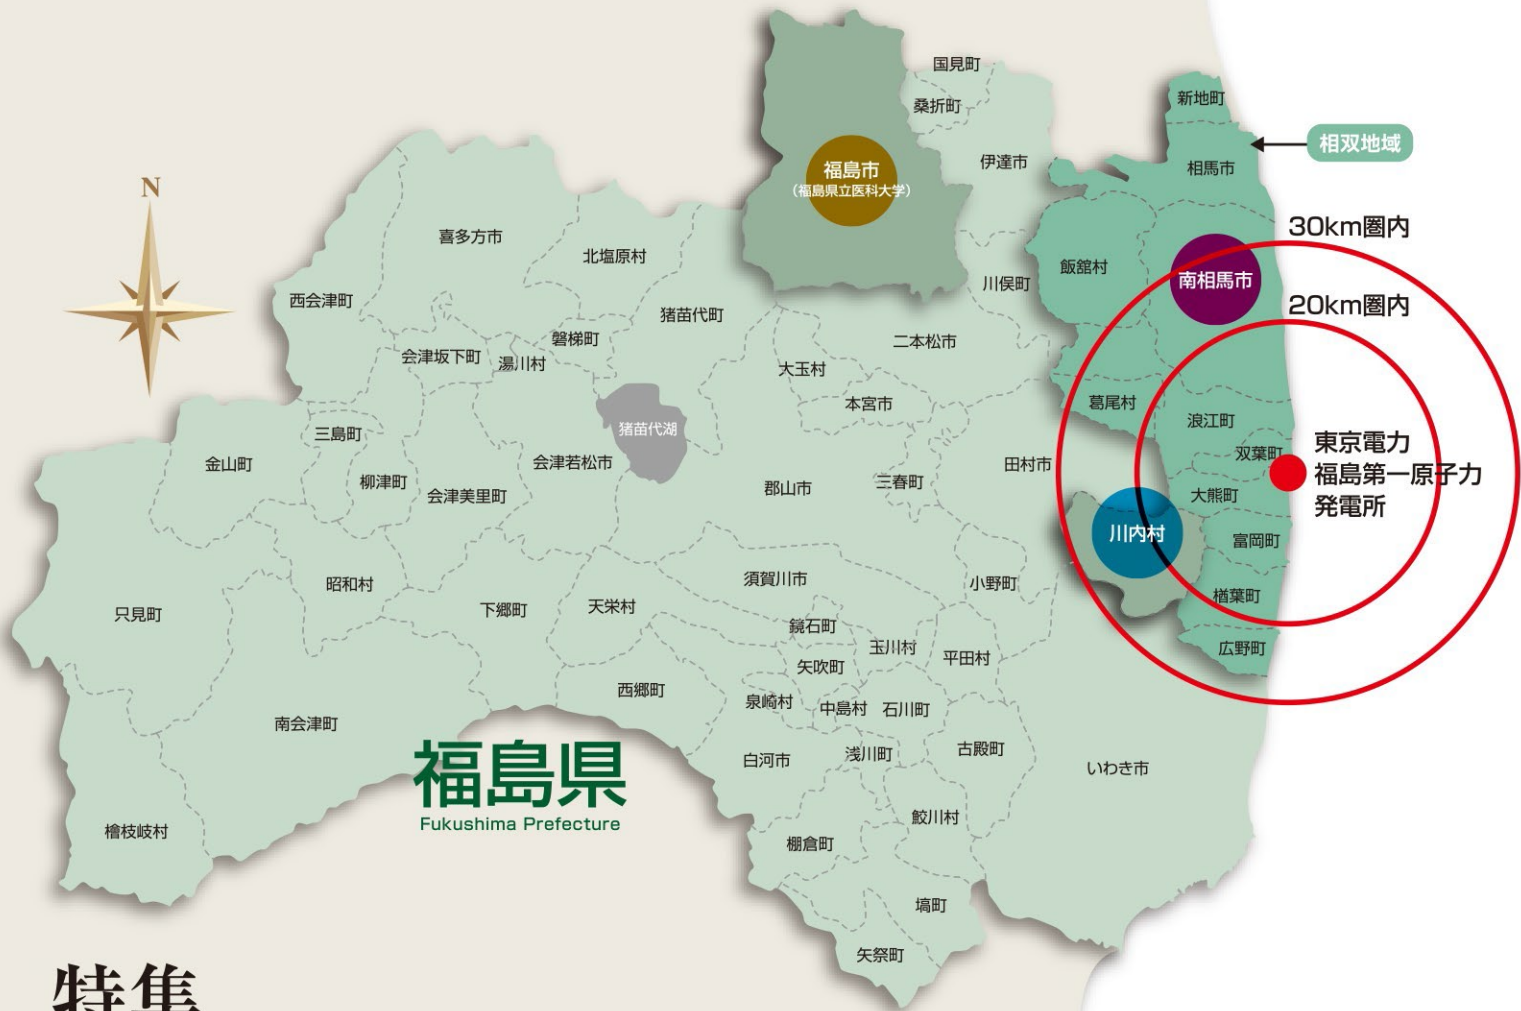 国見町
桑折町
新地町
相双地域
伊達市
相馬市
福島市
(福島県立医科大学)
N
30km圏内
喜多方市
北塩原村
飯舘村
川俣町
南相馬市
西会津町
20km圏内
猪苗代町
磐梯町
二本松市
会津坂下町
湯川村
大玉村
葛尾村
本宮市
浪江町
三島町
猪苗代湖
東京電力
福島第一原子力
発電所
双葉町
金山町
会津若松市
田村市
柳津町
会津美里町
郡山市
三春町
大熊町
川内村
富岡町
須賀川市
昭和村
小野町
楢葉町
只見町
下郷町
天栄村
鏡石町
玉川村
広野町
矢吹町
平田村
西郷町
泉崎村
中島村
石川町
南会津町
浅川町
古殿町
白河市
いわき市
福島県
Fukushima Prefecture
鮫川村
檜枝岐村
棚倉町
塙町
矢祭町
特集